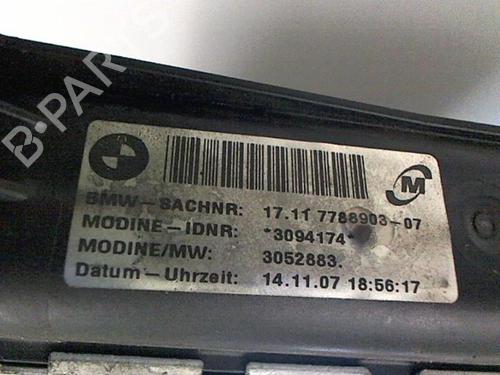 B-PARTS
M
BMW-SACHNR: 17.11 7788903-07
MODINE-IDNR: *3094174*
MODINE/MW: 3052883.
Datum-Uhrzeit: 14.11.07 18:56:17